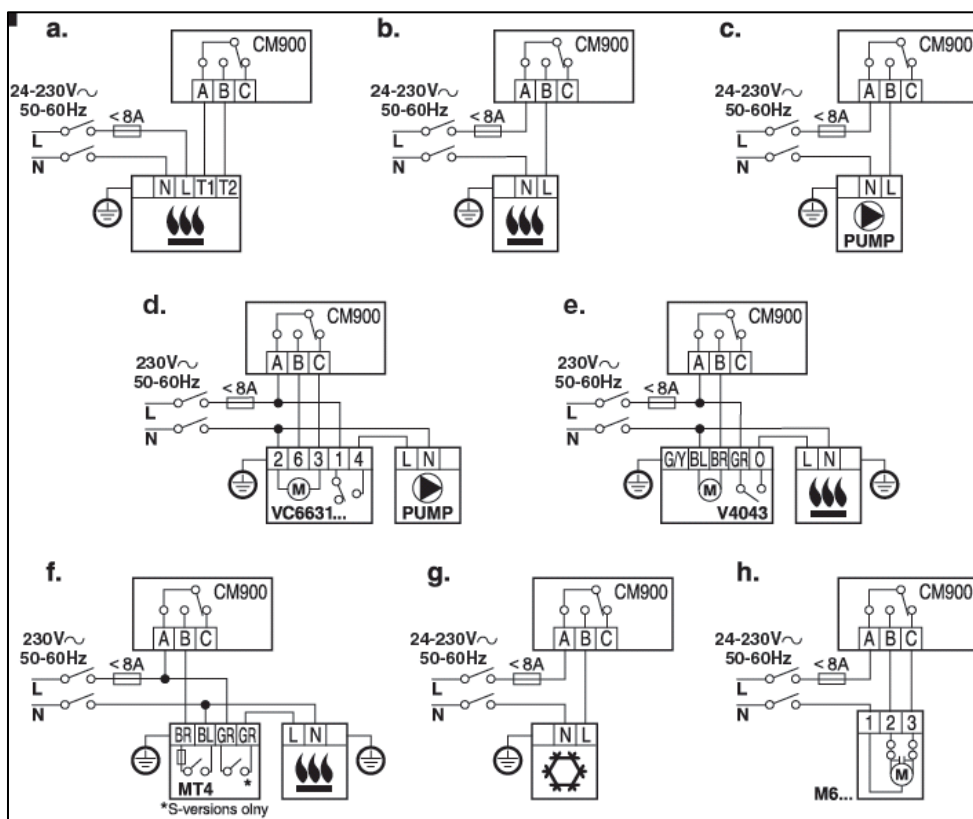 a.
CM900
A B C
24-230V~
50-60Hz
< 8A
L
N
N L T1 T2
b.
CM900
A B C
24-230V~
50-60Hz
< 8A
L
N
N L
c.
CM900
A B C
24-230V~
50-60Hz
< 8A
L
N
N L
PUMP
d.
CM900
A B C
230V~
50-60Hz
< 8A
L
N
2 6 3 1 4
M
VC6631...
L N
PUMP
e.
CM900
A B C
230V~
50-60Hz
< 8A
L
N
G/Y BL BR GR O
M
V4043
L N
f.
CM900
A B C
230V~
50-60Hz
< 8A
L
N
BR BL GR GR
*
MT4
*S-versions olny
L N
g.
CM900
A B C
24-230V~
50-60Hz
< 8A
L
N
N L
h.
CM900
A B C
24-230V~
50-60Hz
< 8A
L
N
1 2 3
M
M6...